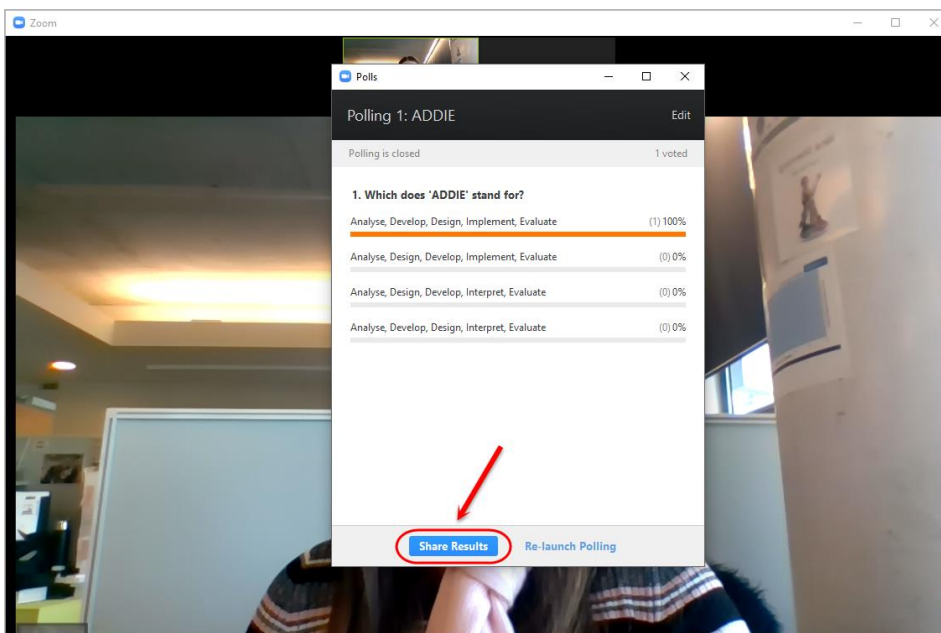 Zoom
Polls
Polling 1: ADDIE Edit
Polling is closed 1 voted
1. Which does 'ADDIE' stand for?
Analyse, Develop, Design, Implement, Evaluate (1) 100%
Analyse, Design, Develop, Implement, Evaluate (0) 0%
Analyse, Design, Develop, Interpret, Evaluate (0) 0%
Analyse, Develop, Design, Interpret, Evaluate (0) 0%
Share Results Re-launch Polling